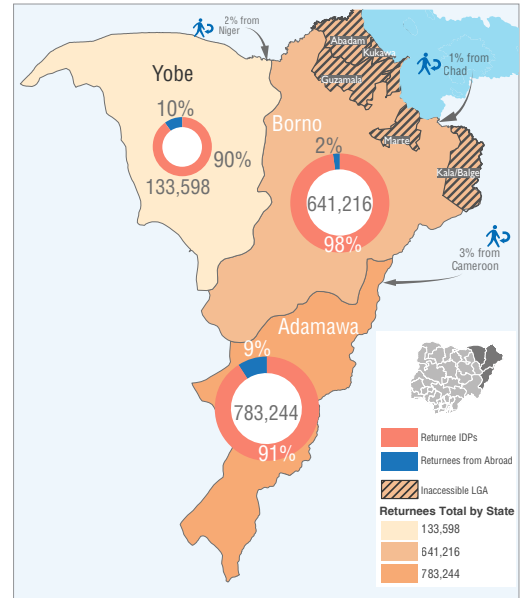 2% from
Niger
Abadam
Kukawa
1% from
Chad
Yobe
Guzamala
10%
Borno
2%
Marte
90%
Kala/Balge
133,598
641,216
98%
3% from
Cameroon
Adamawa
9%
783,244
91%
Returnee IDPs
Returnees from Abroad
Inaccessible LGA
Returnees Total by State
133,598
641,216
783,244